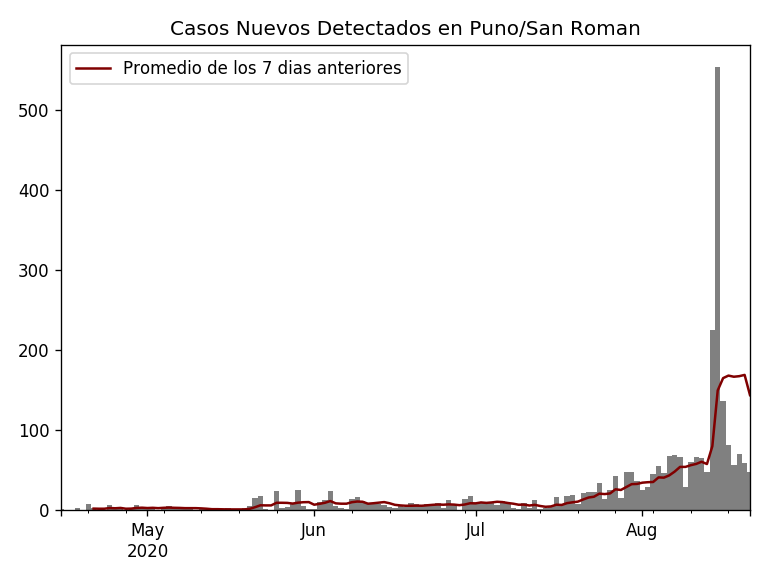 Casos Nuevos Detectados en Puno/San Roman
Promedio de los 7 dias anteriores
500
400
300
200
100
0
May
2020
Jun
Jul
Aug